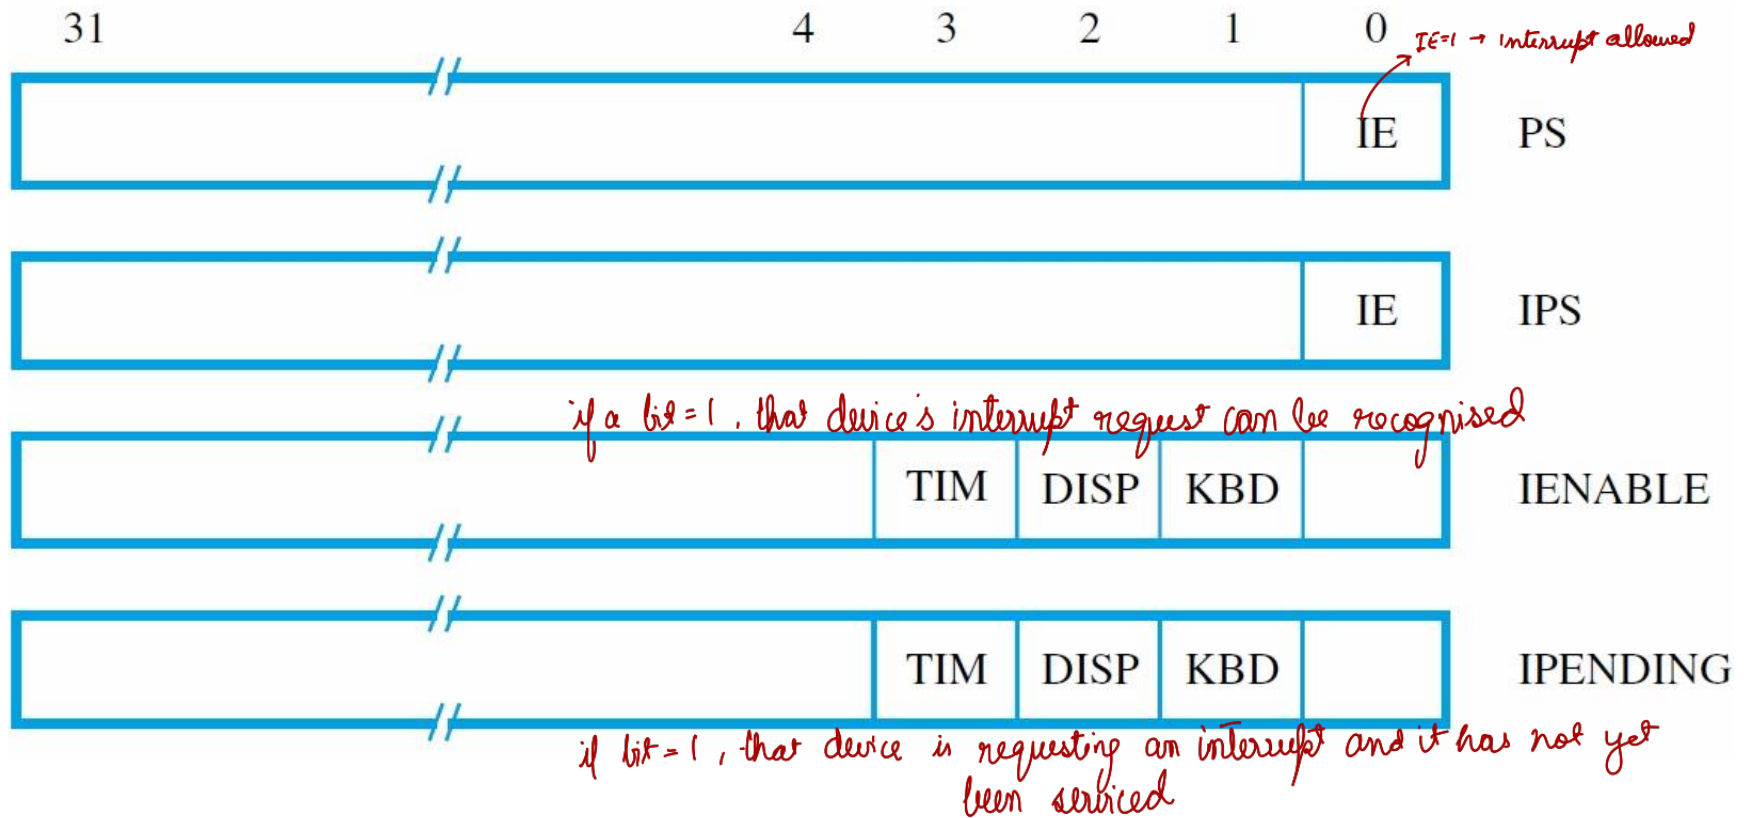 31 4 3 2 1 0
IE=1 → interrupt allowed
IE PS
IE IPS
if a bit=1, that device's interrupt request can be recognised
TIM DISP KBD IENABLE
TIM DISP KBD IPENDING
if bit=1, that device is requesting an interrupt and it has not yet
been serviced